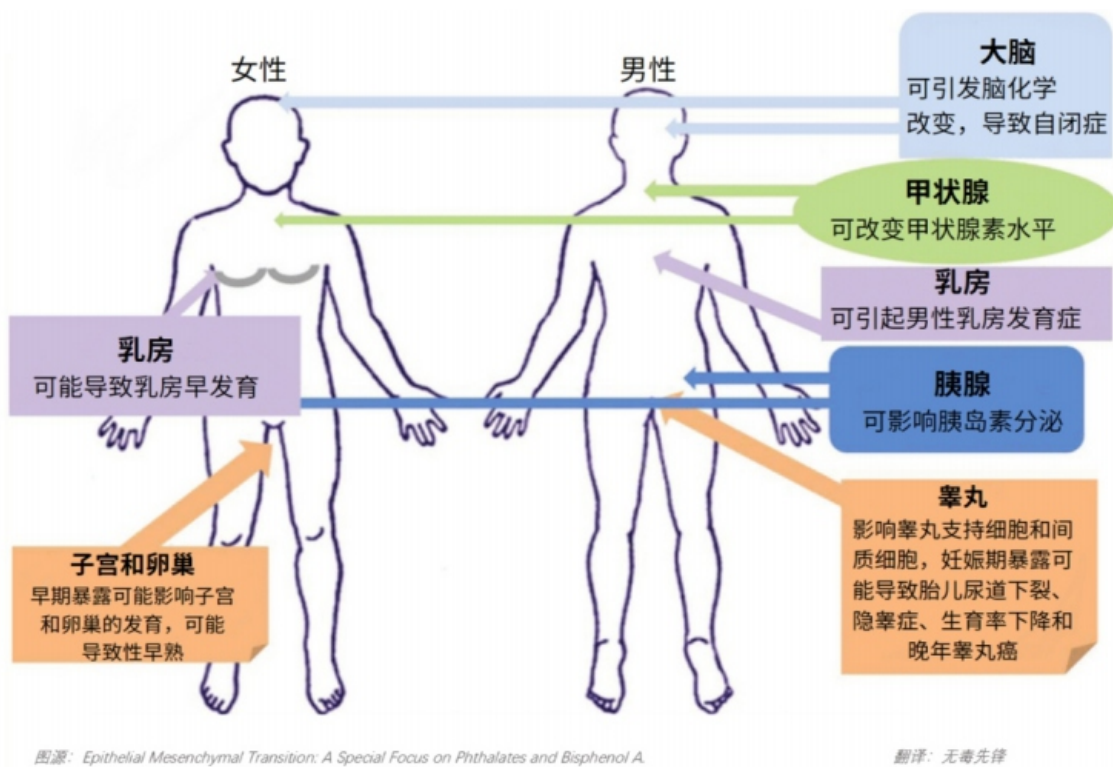 女性
男性
大脑
可引发脑化学
改变，导致自闭症
甲状腺
可改变甲状腺素水平
乳房
可引起男性乳房发育症
乳房
可能导致乳房早发育
胰腺
可影响胰岛素分泌
子宫和卵巢
早期暴露可能影响子宫
和卵巢的发育，可能
导致性早熟
睾丸
影响睾丸支持细胞和间
质细胞，妊娠期暴露可
能导致胎儿尿道下裂、
隐睾症、生育率下降和
晚年睾丸癌
图源：Epithelial Mesenchymal Transition: A Special Focus on Phthalates and Bisphenol A.
翻译：无毒先锋